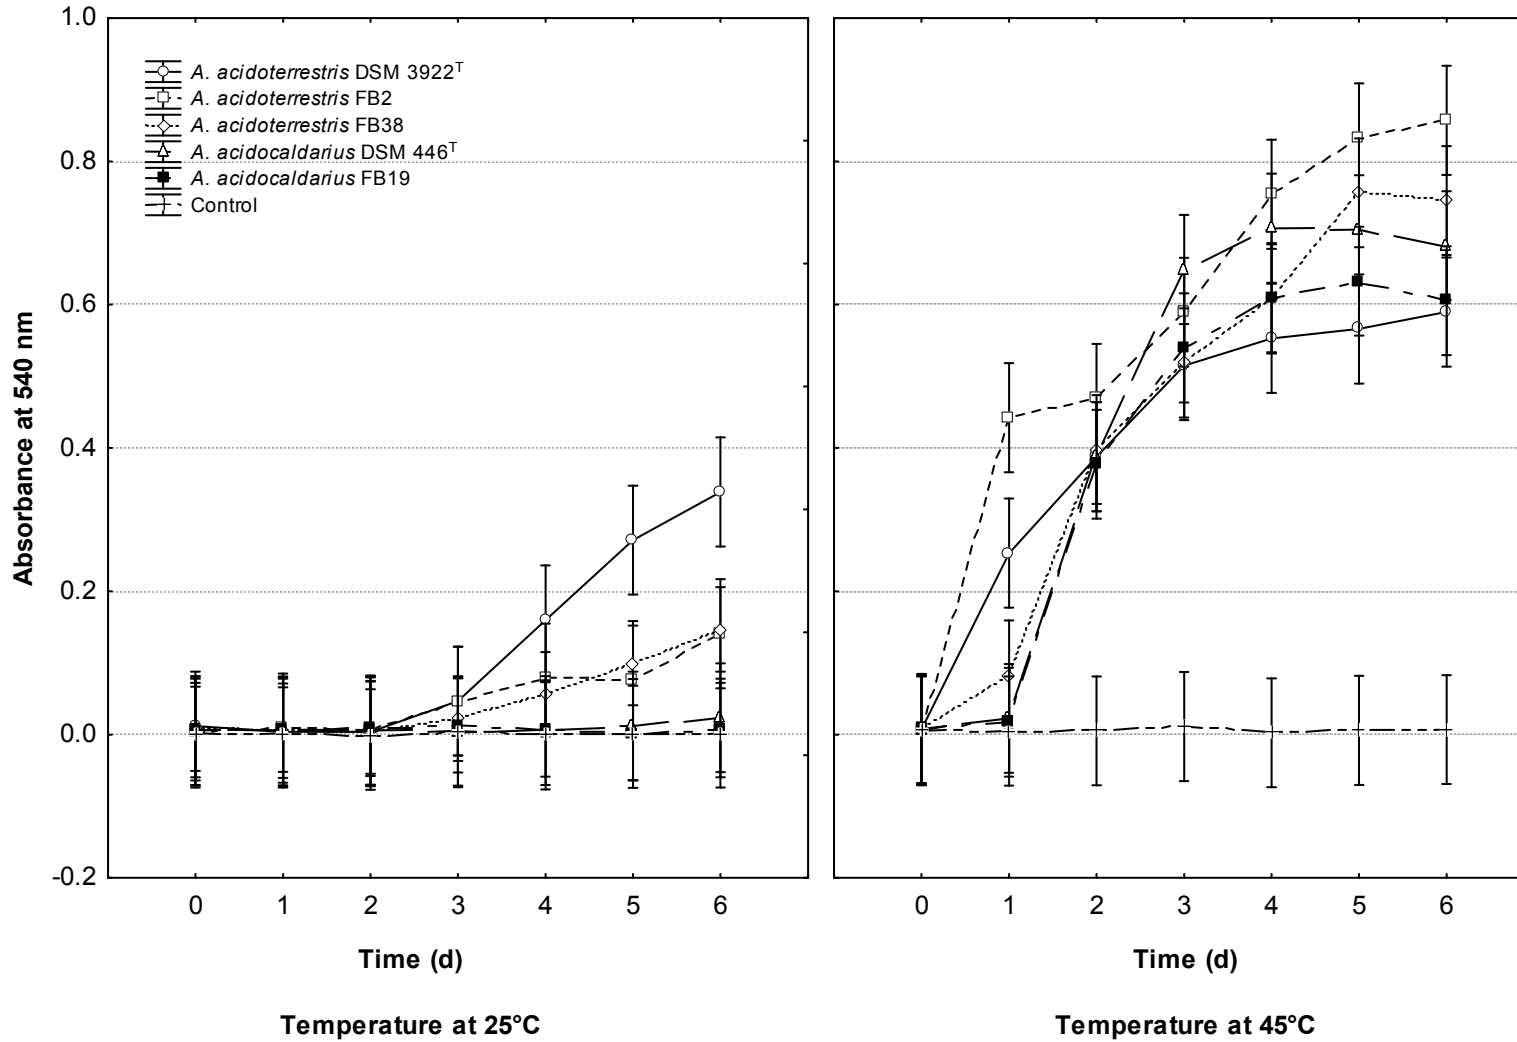 Absorbance at 540 nm
1.0
0.8
0.6
0.4
0.2
0.0
-0.2
A. acidoterrestris DSM 3922ᵀ
A. acidoterrestris FB2
A. acidoterrestris FB38
A. acidocaldarius DSM 446ᵀ
A. acidocaldarius FB19
Control
0 1 2 3 4 5 6
Time (d)
Temperature at 25°C
0 1 2 3 4 5 6
Time (d)
Temperature at 45°C